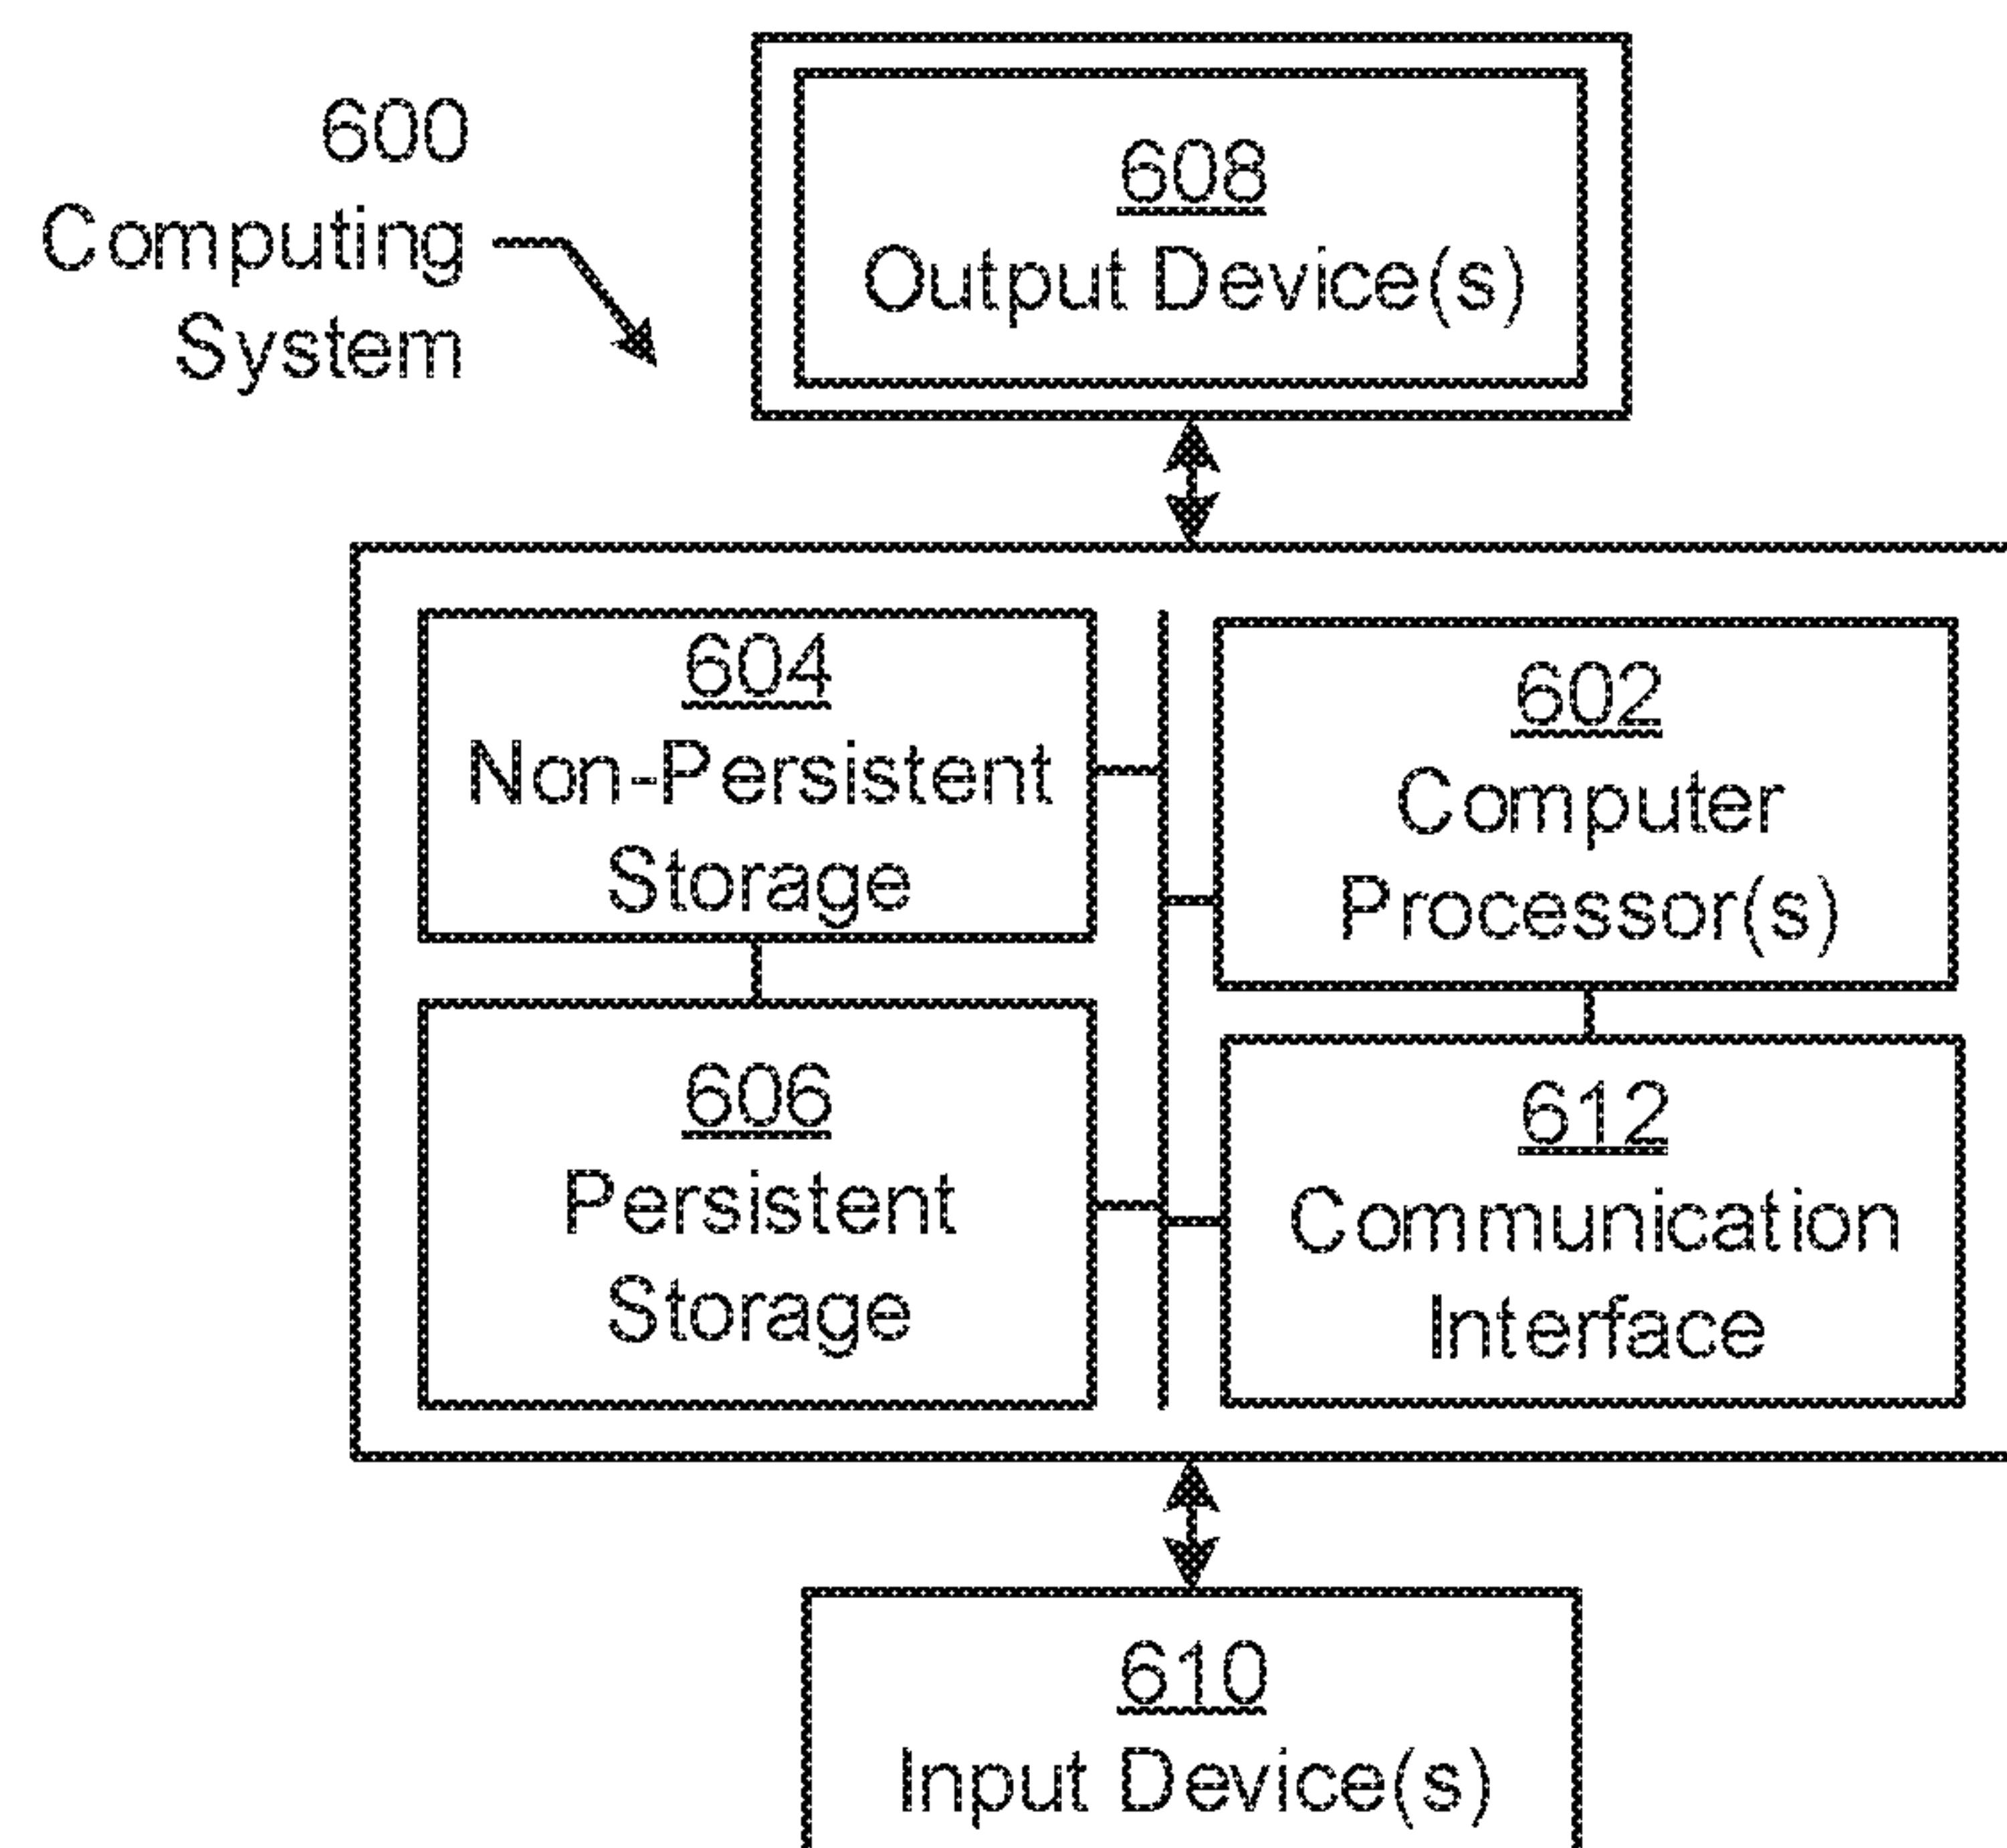 600
Computing
System
608
Output Device(s)
604
Non-Persistent
Storage
602
Computer
Processor(s)
606
Persistent
Storage
612
Communication
Interface
610
Input Device(s)